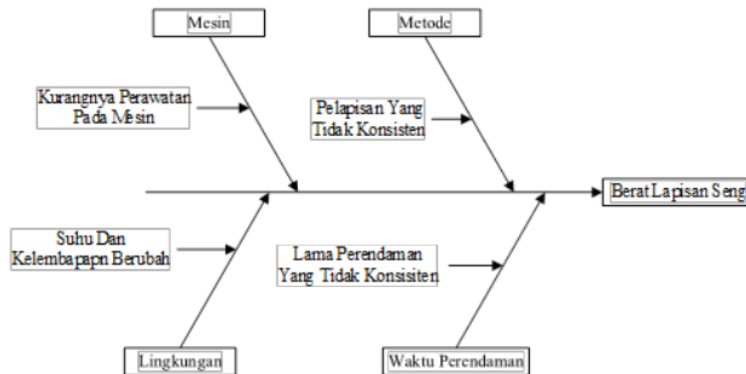 Mesin
Metode
Kurangnya Perawatan
Pada Mesin
Pelapisan Yang
Tidak Konsisten
Berat Lapisan Seng
Suhu Dan
Kelembapapn Berubah
Lama Perendaman
Yang Tidak Konsisiten
Lingkungan
Waktu Perendaman